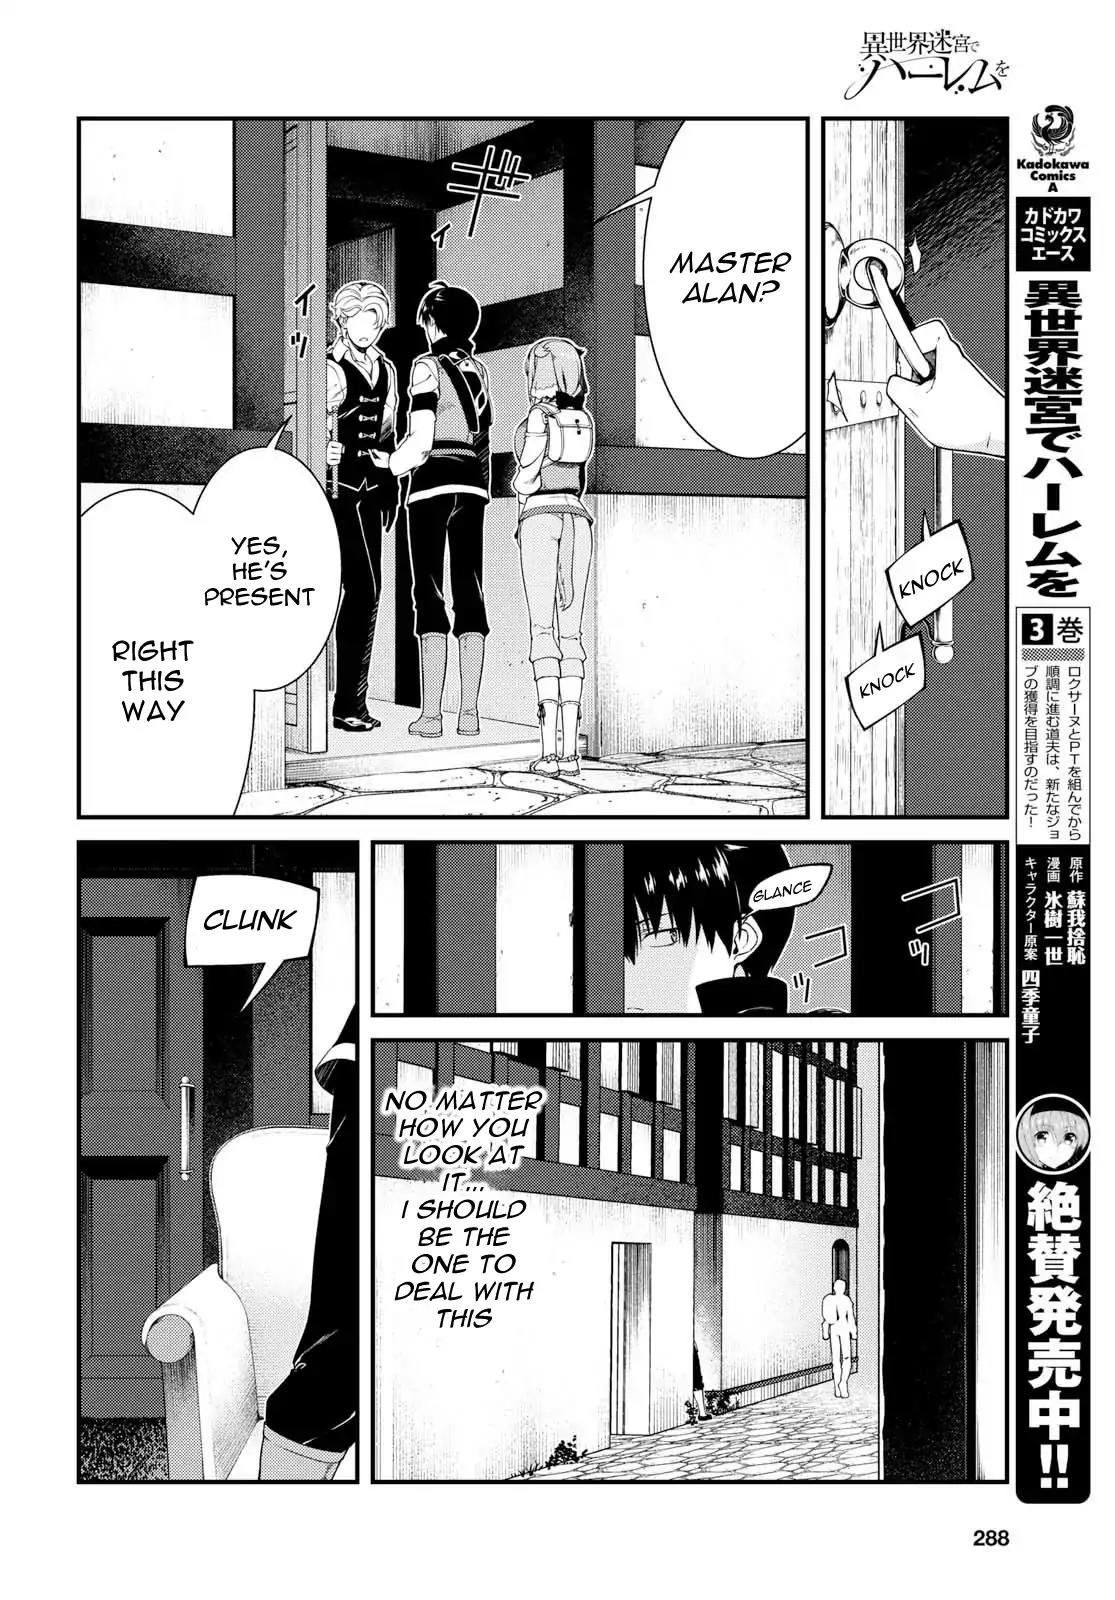 異世界迷宮で
ハーレムを
Kadokawa
Comics
A
カドカワ
コミックス
エース
異世界迷宮でハーレムを
3巻
ロクサーヌとPTを組んでから
順調に進む道夫は、新たなジョ
ブの獲得を目指すのだった!
原作 蘇我捨恥
漫画 氷樹一世
キャラクター原案 四季童子
絶賛発売中!!
KNOCK
KNOCK
MASTER
ALAN?
ギイィッ
YES,
HE'S
PRESENT
RIGHT
THIS
WAY
GLANCE
コツ
コツ
NO MATTER
HOW YOU
LOOK AT
IT...
I SHOULD
BE THE
ONE TO
DEAL WITH
THIS
CLUNK
288